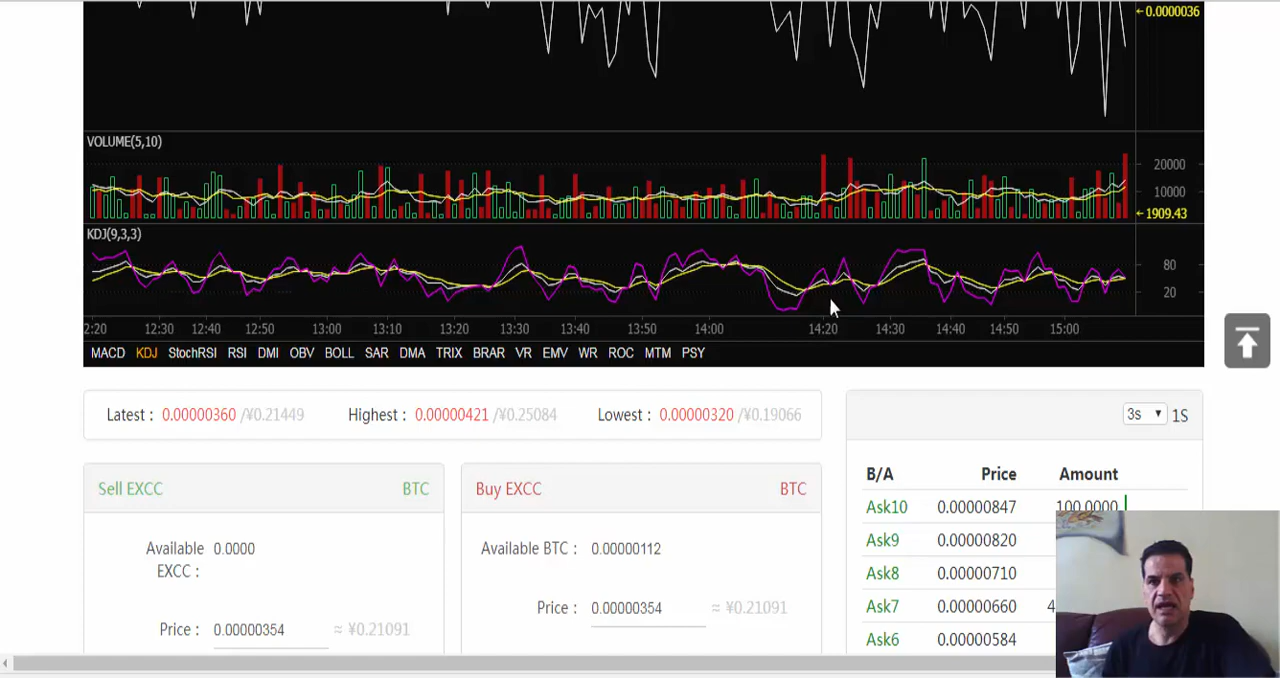 0.0000036
VOLUME(5,10)
20000
10000
1909.43
KDJ(9,3,3)
80
20
2:20 12:30 12:40 12:50 13:00 13:10 13:20 13:30 13:40 13:50 14:00 14:20 14:30 14:40 14:50 15:00
MACD KDJ StochRSI RSI DMI OBV BOLL SAR DMA TRIX BRAR VR EMV WR ROC MTM PSY
Latest : 0.00000360 /¥0.21449 Highest : 0.00000421 /¥0.25084 Lowest : 0.00000320 /¥0.19066
3s 1S
Sell EXCC BTC
Available EXCC : 0.0000
Price : 0.00000354 ≈ ¥0.21091
Buy EXCC BTC
Available BTC : 0.00000112
Price : 0.00000354 ≈ ¥0.21091
B/A Price Amount
Ask10 0.00000847 100.0000
Ask9 0.00000820
Ask8 0.00000710
Ask7 0.00000660 4
Ask6 0.00000584